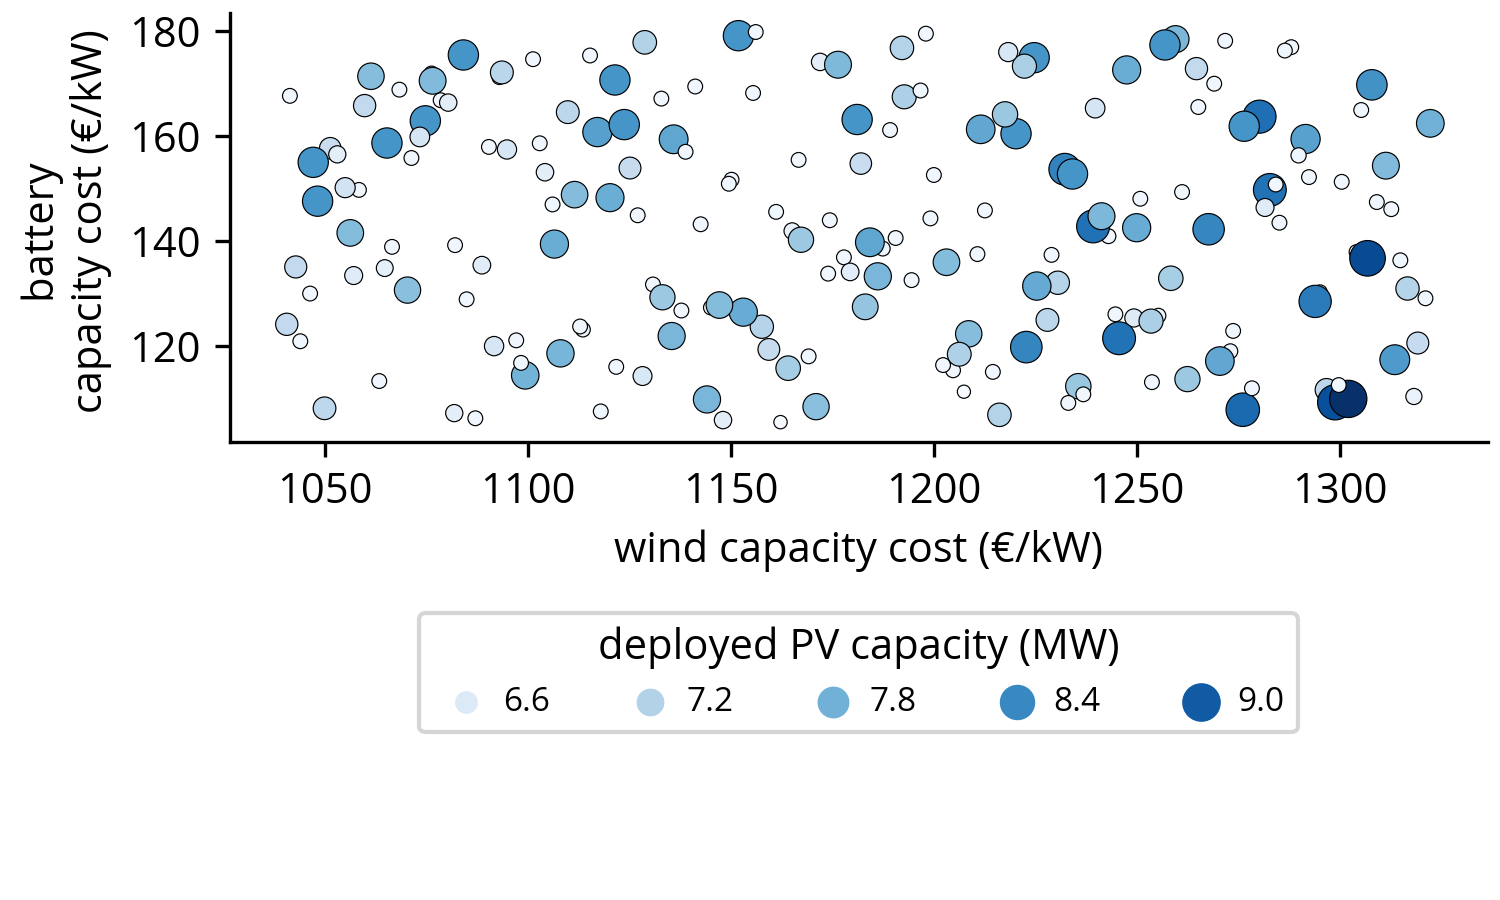 battery
capacity cost (€/kW)
180
160
140
120
1050 1100 1150 1200 1250 1300
wind capacity cost (€/kW)
deployed PV capacity (MW)
6.6 7.2 7.8 8.4 9.0